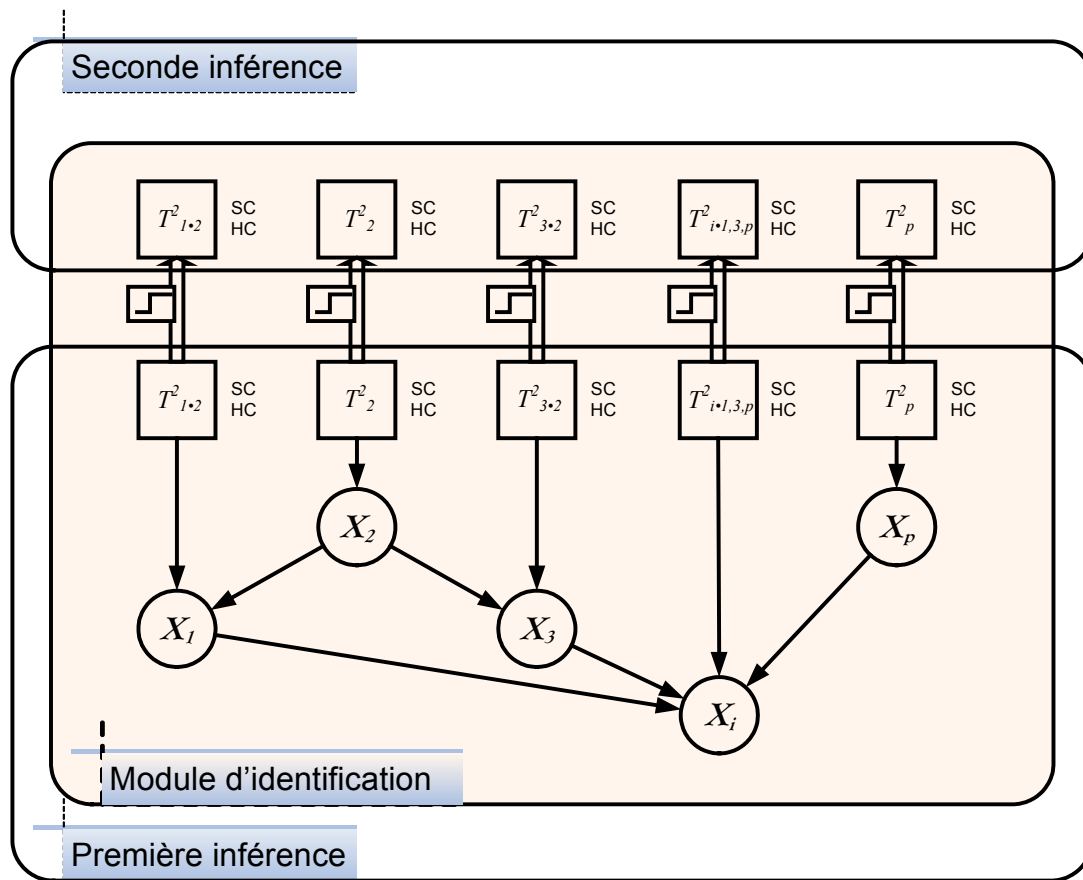 Seconde inférence
T²₁•₂ SC HC
T²₂ SC HC
T²₃•₂ SC HC
T²ᵢ•₁,₃,ₚ SC HC
T²ₚ SC HC
T²₁•₂ SC HC
T²₂ SC HC
T²₃•₂ SC HC
T²ᵢ•₁,₃,ₚ SC HC
T²ₚ SC HC
X₂
Xₚ
X₁
X₃
Xᵢ
Module d’identification
Première inférence